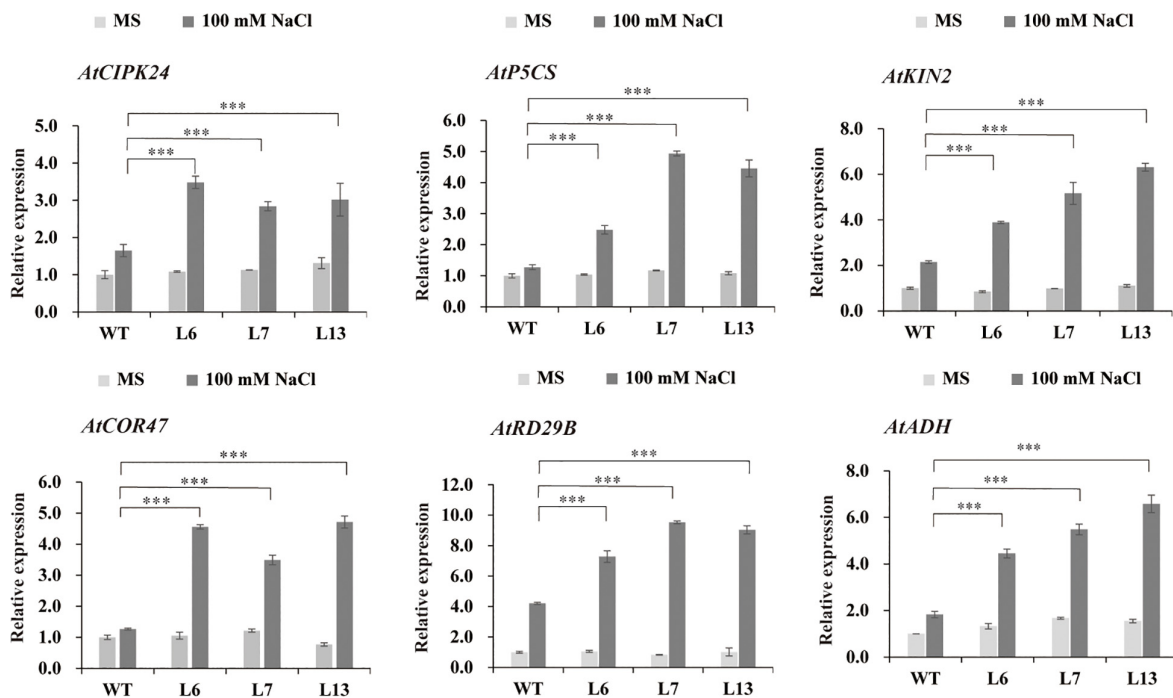 MS 100 mM NaCl
AtCIPK24
***
***
***
Relative expression
5.0
4.0
3.0
2.0
1.0
0.0
WT L6 L7 L13
MS 100 mM NaCl
AtP5CS
***
***
***
Relative expression
6.0
5.0
4.0
3.0
2.0
1.0
0.0
WT L6 L7 L13
MS 100 mM NaCl
AtKIN2
***
***
***
Relative expression
8.0
6.0
4.0
2.0
0.0
WT L6 L7 L13
MS 100 mM NaCl
AtCOR47
***
***
***
Relative expression
6.0
5.0
4.0
3.0
2.0
1.0
0.0
WT L6 L7 L13
MS 100 mM NaCl
AtRD29B
***
***
***
Relative expression
12.0
10.0
8.0
6.0
4.0
2.0
0.0
WT L6 L7 L13
MS 100 mM NaCl
AtADH
***
***
***
Relative expression
8.0
6.0
4.0
2.0
0.0
WT L6 L7 L13